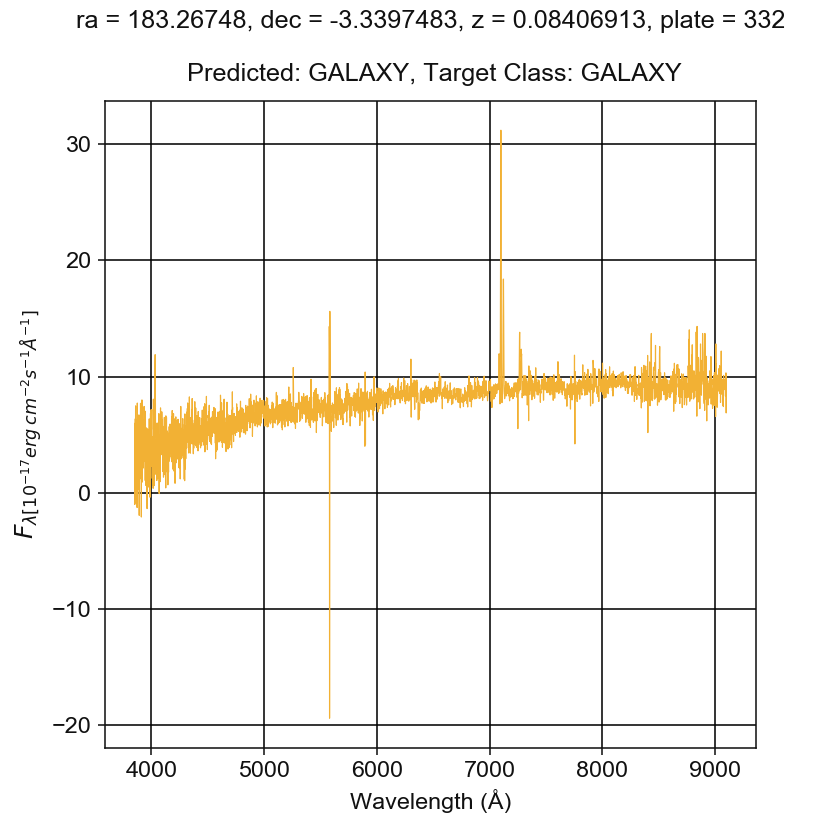 ra = 183.26748, dec = -3.3397483, z = 0.08406913, plate = 332
Predicted: GALAXY, Target Class: GALAXY
30
20
10
0
−10
−20
F_{λ[10^{−17} erg cm^{−2} s^{−1} Å^{−1}]}
4000 5000 6000 7000 8000 9000
Wavelength (Å)